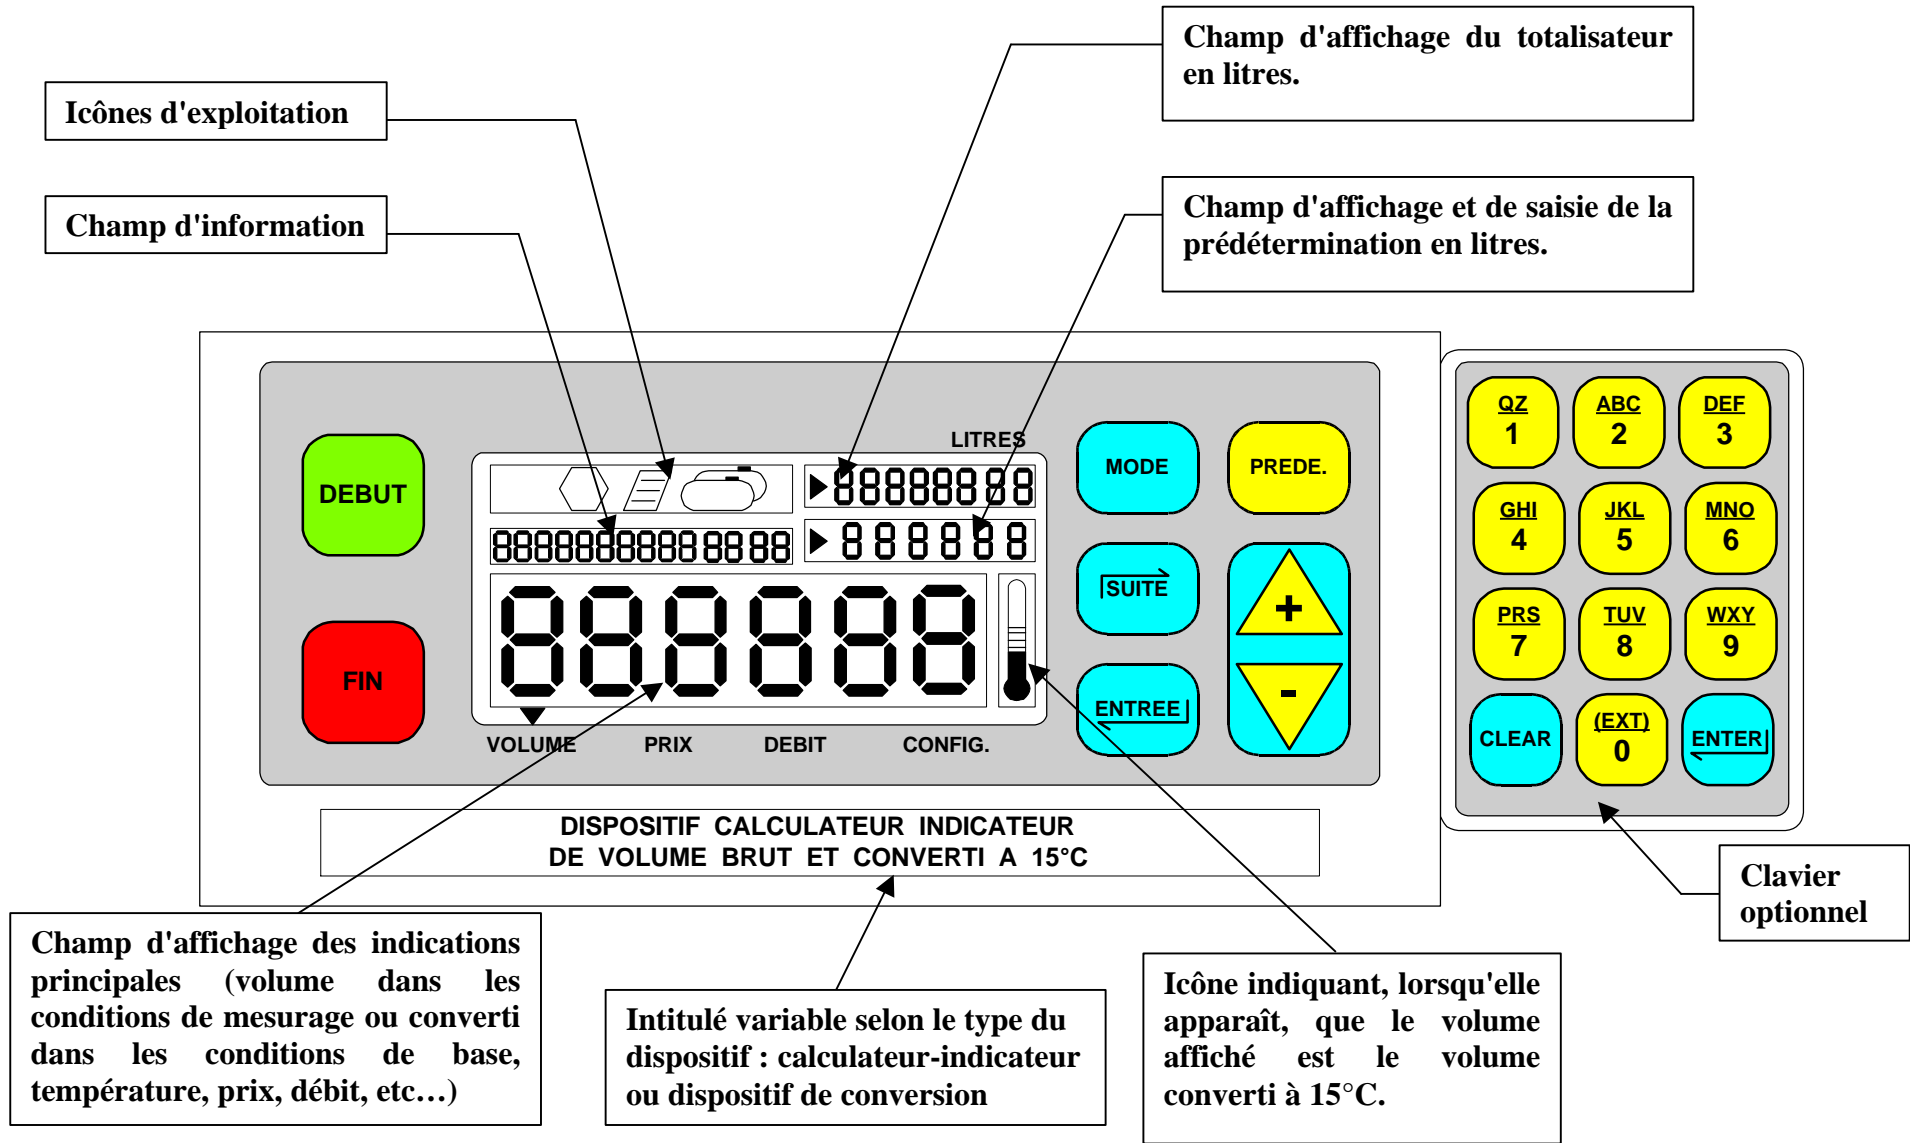 Champ d'affichage du totalisateur
en litres.
Icônes d'exploitation
Champ d'information
Champ d'affichage et de saisie de la
prédétermination en litres.
LITRES
DEBUT
FIN
88888888
8888888888 8888
888888
888888
VOLUME PRIX DEBIT CONFIG.
MODE
PREDE.
SUITE
+
-
ENTREE
QZ ABC DEF
1 2 3
GHI JKL MNO
4 5 6
PRS TUV WXY
7 8 9
CLEAR (EXT) ENTER
0
DISPOSITIF CALCULATEUR INDICATEUR
DE VOLUME BRUT ET CONVERTI A 15°C
Clavier
optionnel
Champ d'affichage des indications
principales (volume dans les
conditions de mesurage ou converti
dans les conditions de base,
température, prix, débit, etc…)
Intitulé variable selon le type du
dispositif : calculateur-indicateur
ou dispositif de conversion
Icône indiquant, lorsqu'elle
apparaît, que le volume
affiché est le volume
converti à 15°C.